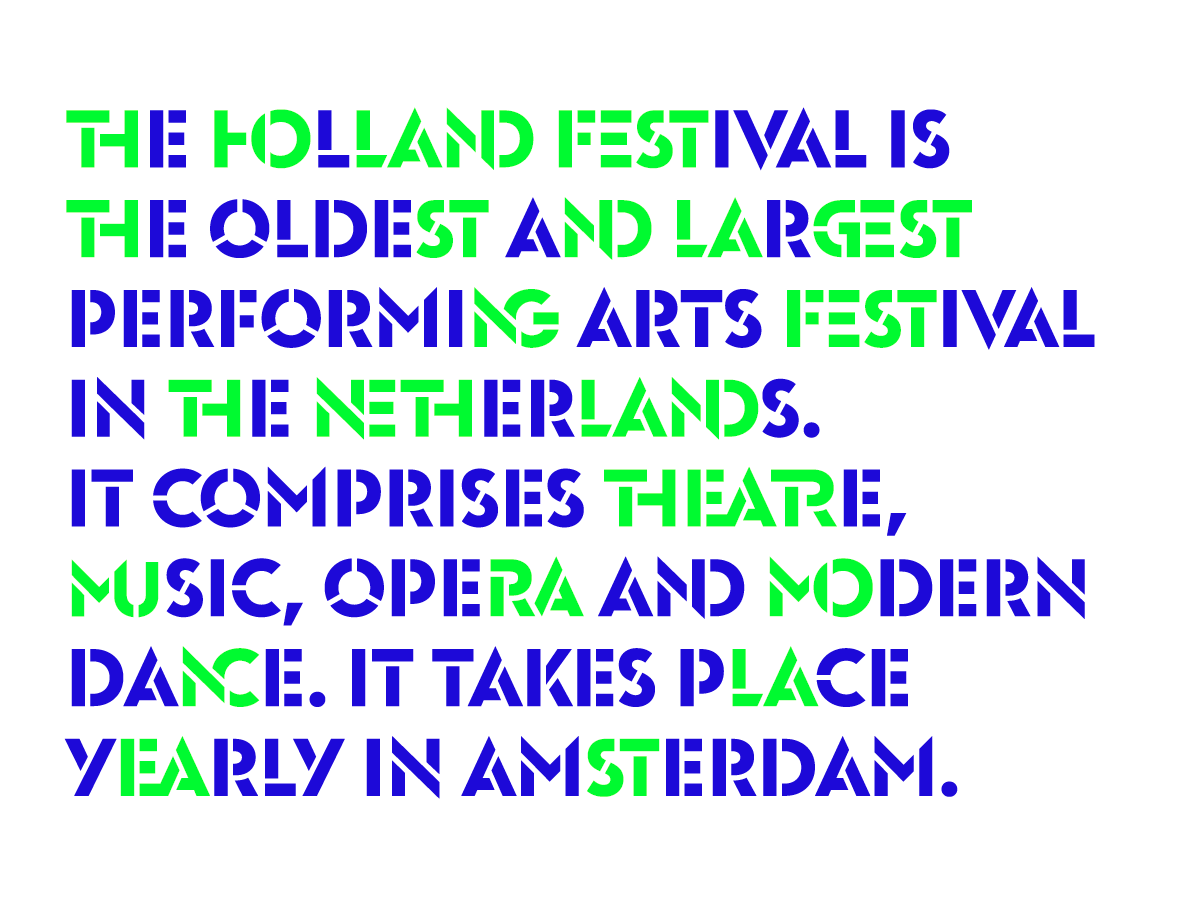 THE HOLLAND FESTIVAL IS
THE OLDEST AND LARGEST
PERFORMING ARTS FESTIVAL
IN THE NETHERLANDS.
IT COMPRISES THEATRE,
MUSIC, OPERA AND MODERN
DANCE. IT TAKES PLACE
YEARLY IN AMSTERDAM.